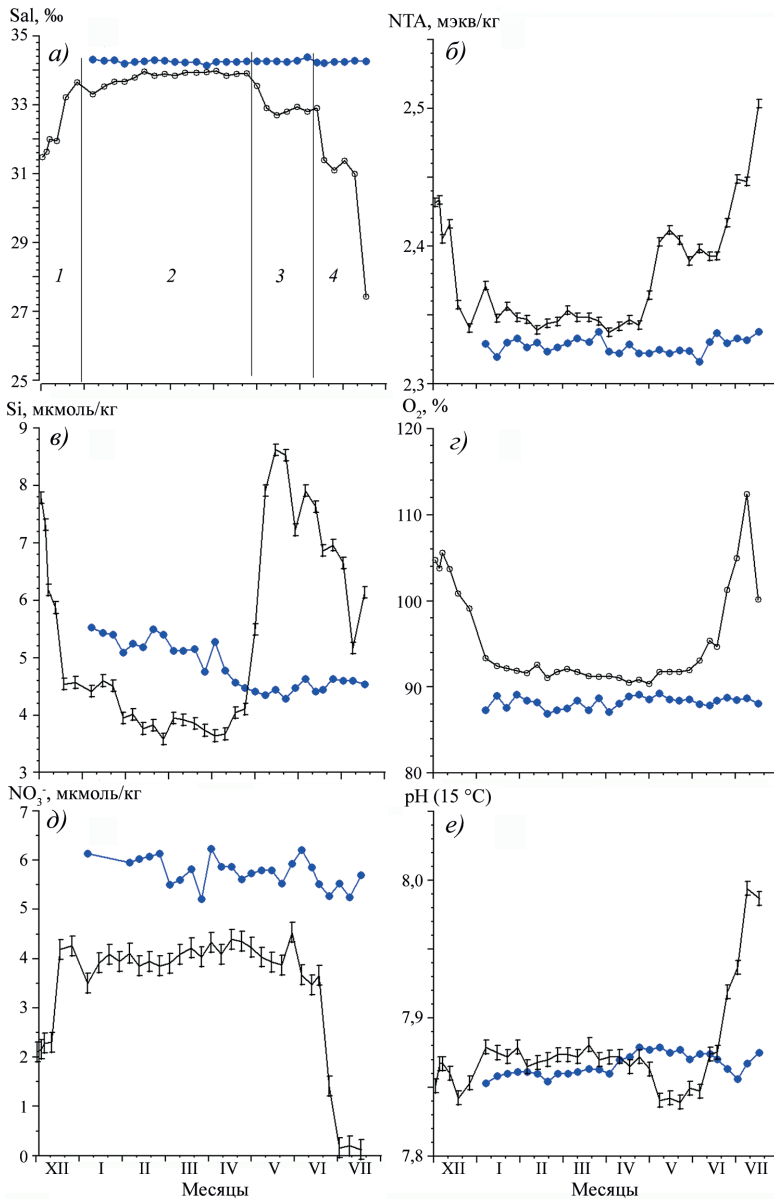 Sal, ‰
а)
35
33
31
29
27
25
1 2 3 4
NTA, мэкв/кг
б)
2,5
2,4
2,3
Si, мкмоль/кг
в)
9
8
7
6
5
4
3
O₂, %
г)
120
110
100
90
80
NO₃⁻, мкмоль/кг
д)
7
6
5
4
3
2
1
0
XII I II III IV V VI VII
Месяцы
pH (15 °C)
е)
8,0
7,9
7,8
XII I II III IV V VI VII
Месяцы